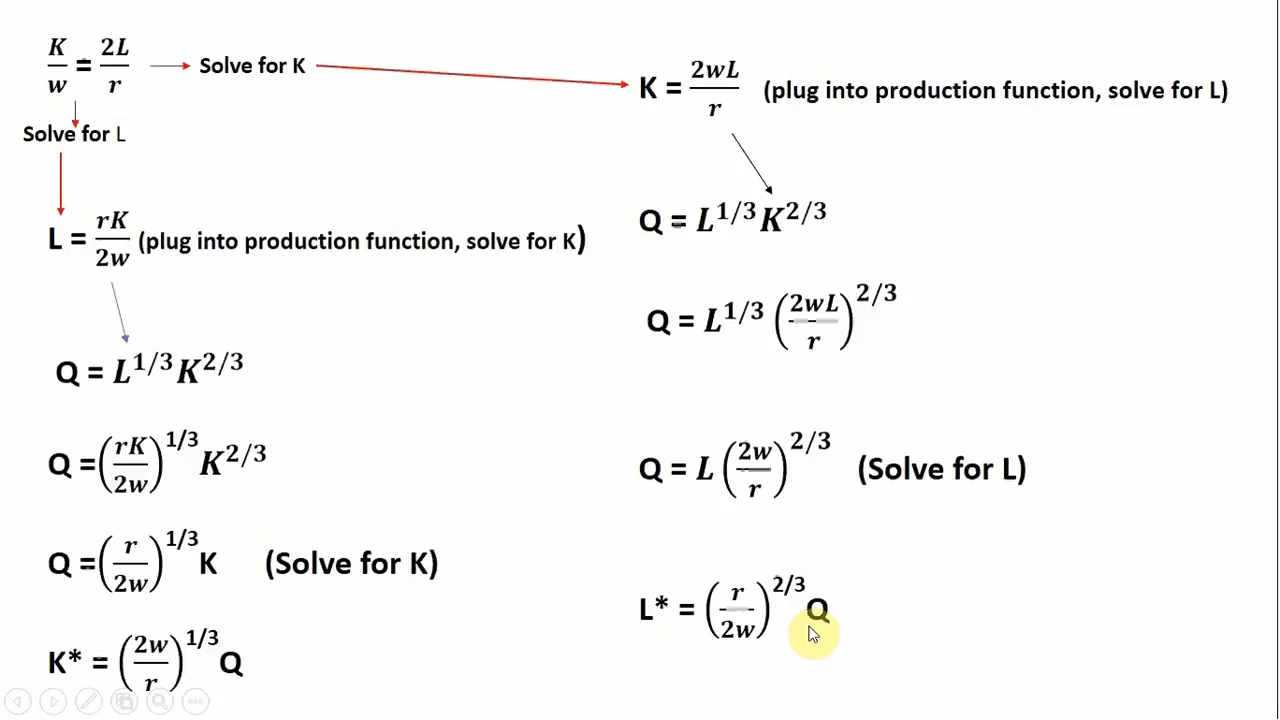 K/w = 2L/r → Solve for K
Solve for L
L = rK/2w (plug into production function, solve for K)
Q = L^1/3 K^2/3
Q =(rK/2w)^1/3 K^2/3
Q =(r/2w)^1/3 K (Solve for K)
K* = (2w/r)^1/3 Q
K = 2wL/r (plug into production function, solve for L)
Q = L^1/3 K^2/3
Q = L^1/3 (2wL/r)^2/3
Q = L (2w/r)^2/3 (Solve for L)
L* = (r/2w)^2/3 Q